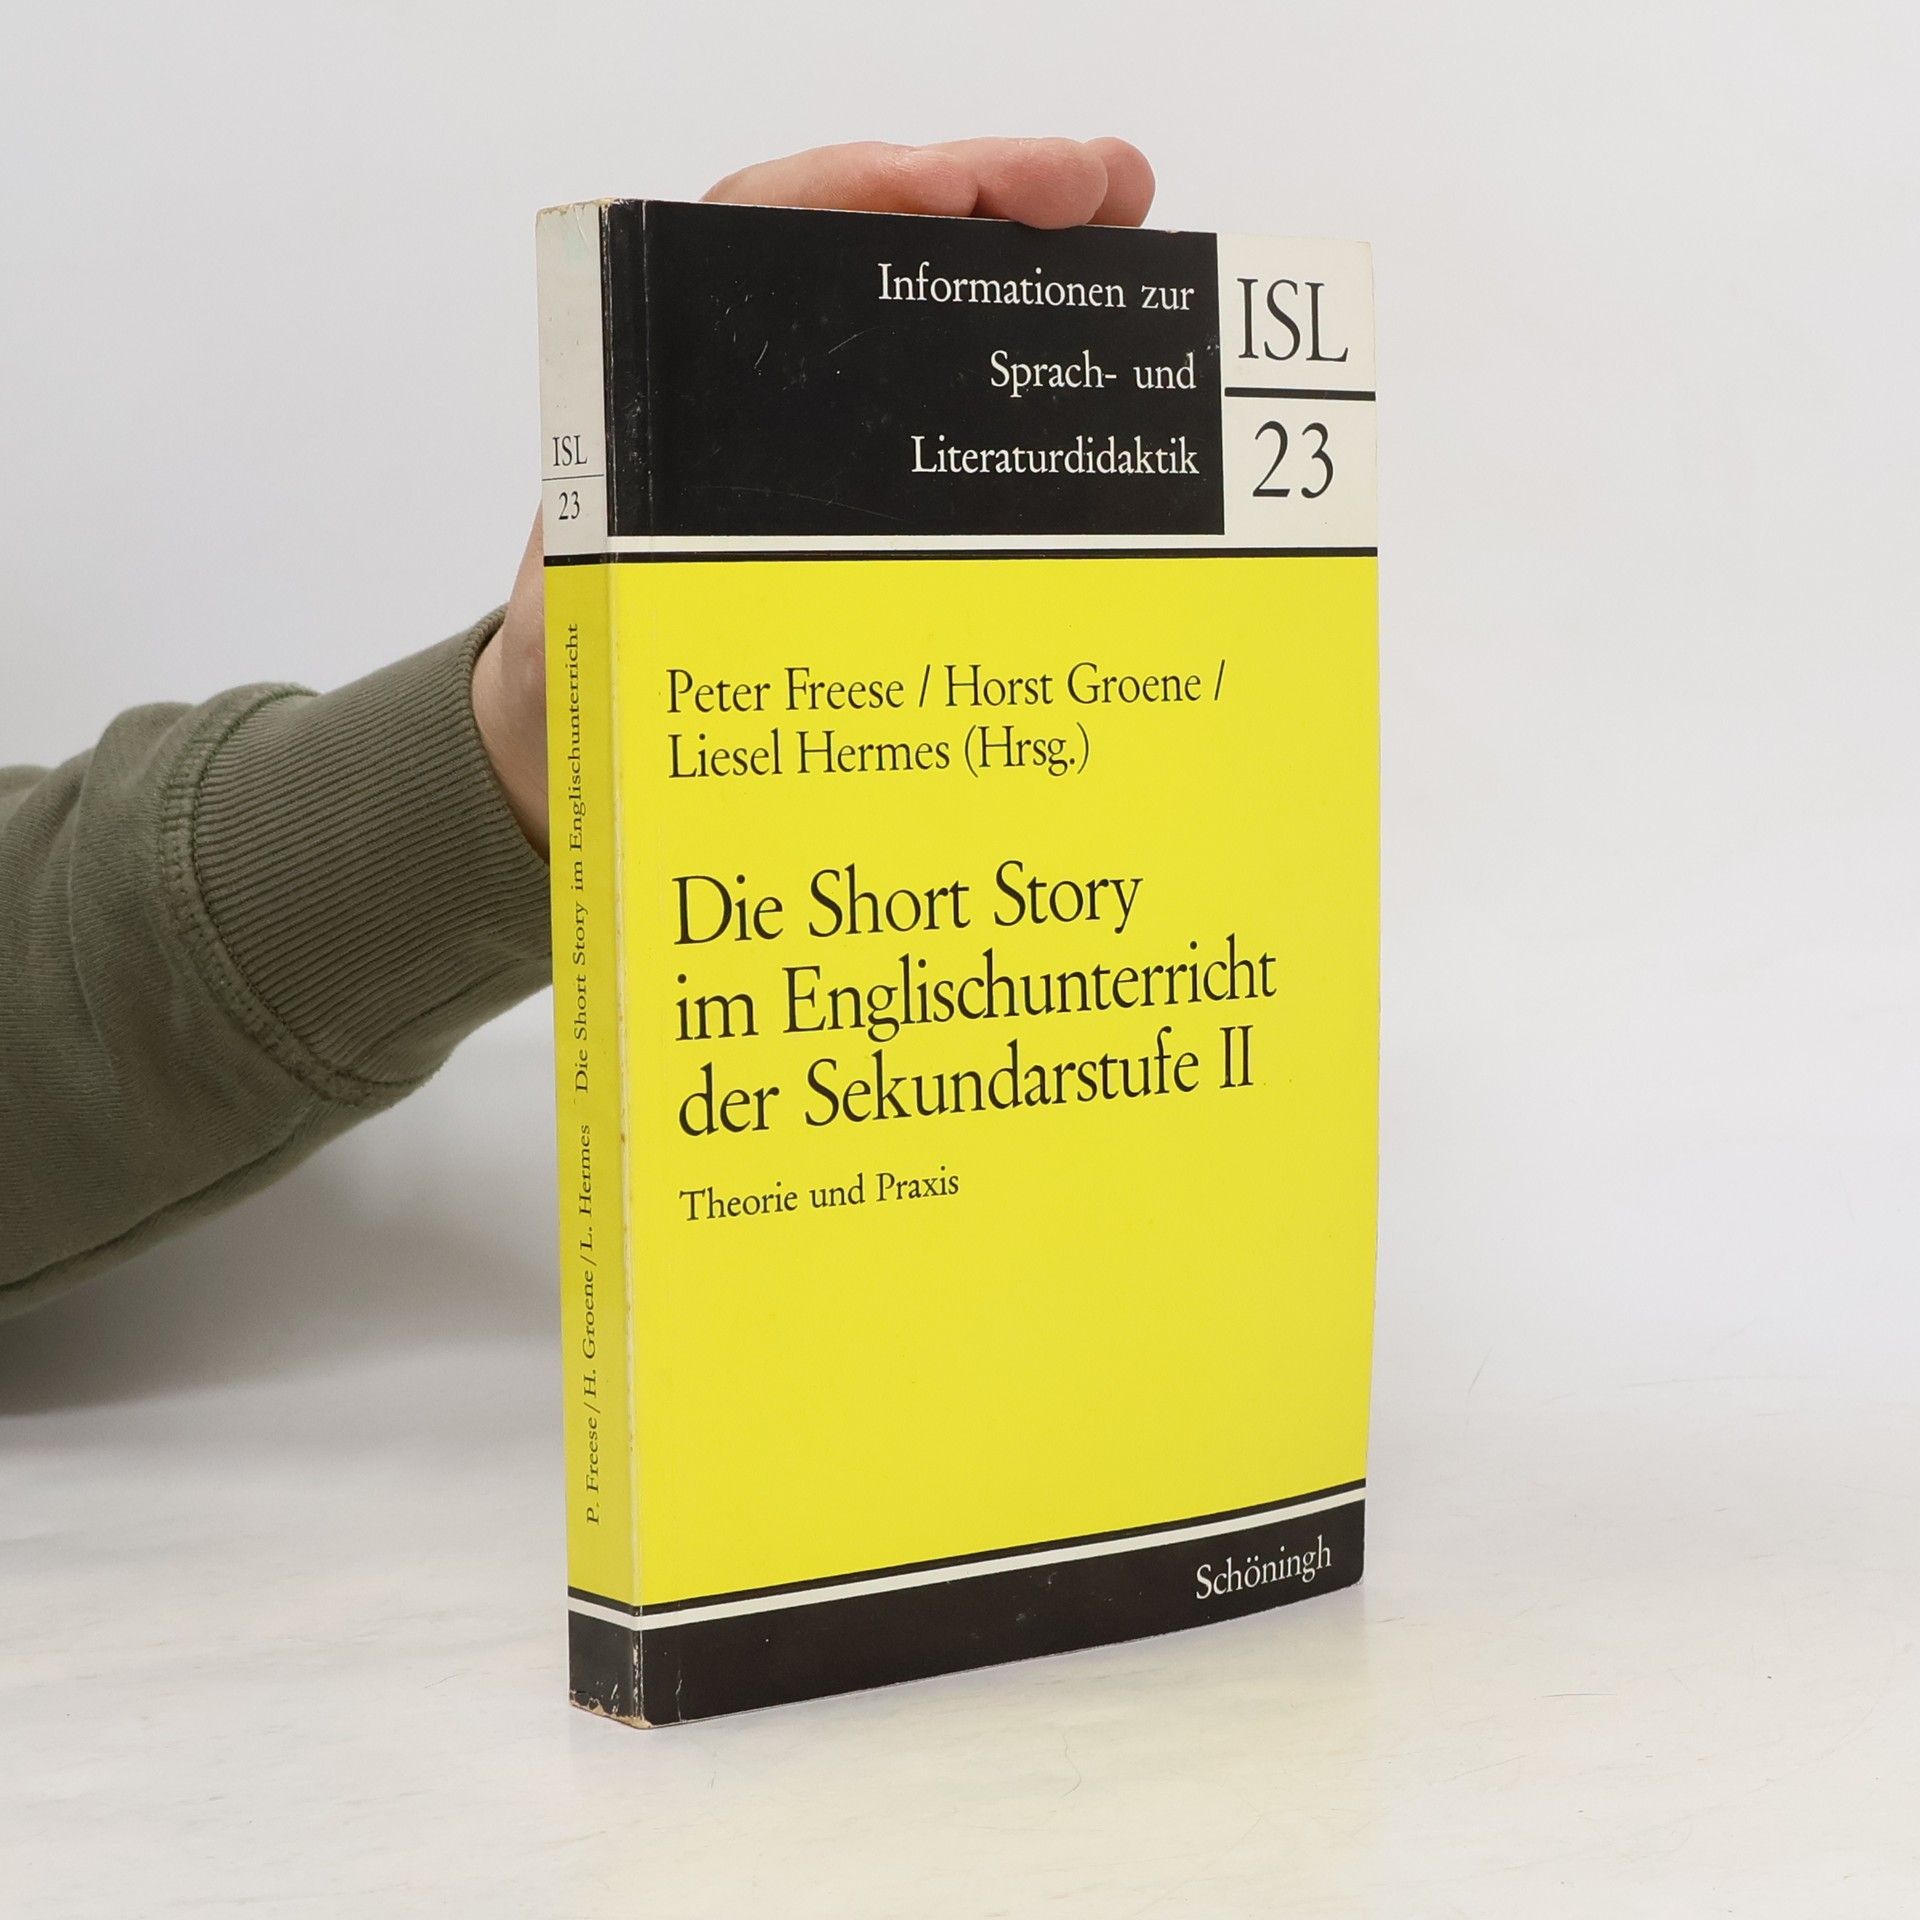 Informationen zur
Sprach- und
Literaturdidaktik
ISL
23
Peter Freese / Horst Groene /
Liesel Hermes (Hrsg.)
Die Short Story
im Englischunterricht
der Sekundarstufe II
Theorie und Praxis
Schöningh
ISL
23
P. Freese/H. Groene/L. Hermes Die Short Story im Englischunterricht